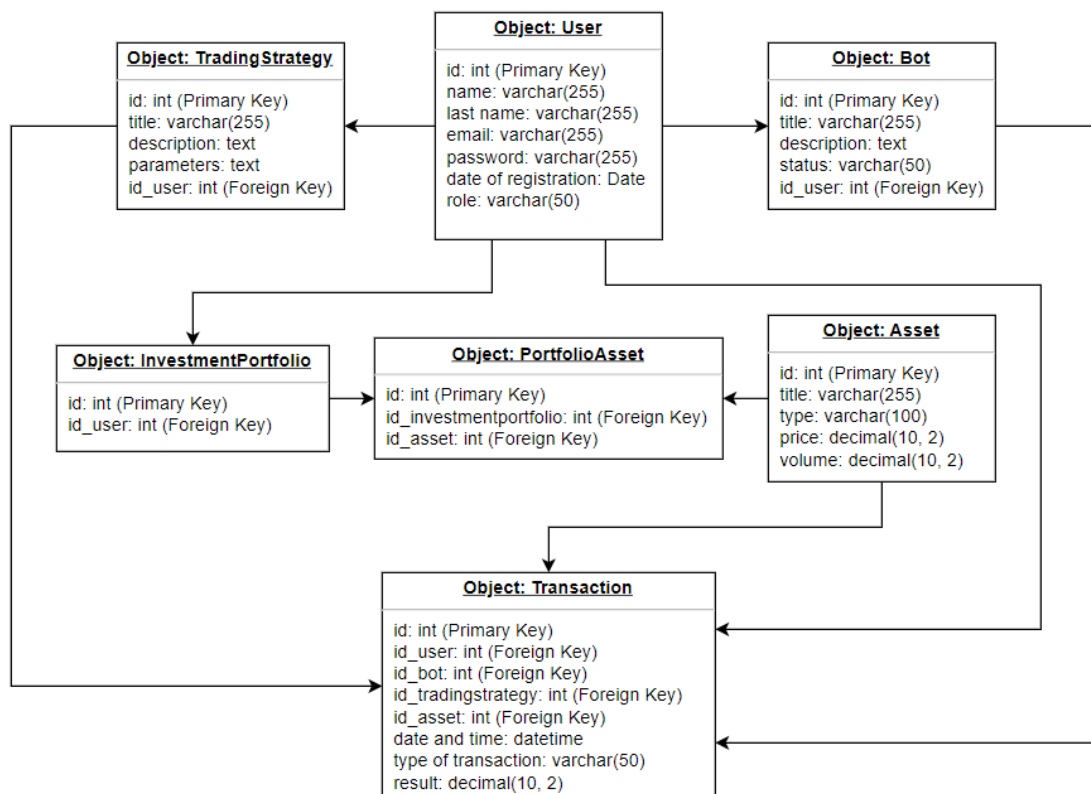 Object: User
id: int (Primary Key)
name: varchar(255)
last name: varchar(255)
email: varchar(255)
password: varchar(255)
date of registration: Date
role: varchar(50)
Object: TradingStrategy
id: int (Primary Key)
title: varchar(255)
description: text
parameters: text
id_user: int (Foreign Key)
Object: Bot
id: int (Primary Key)
title: varchar(255)
description: text
status: varchar(50)
id_user: int (Foreign Key)
Object: InvestmentPortfolio
id: int (Primary Key)
id_user: int (Foreign Key)
Object: PortfolioAsset
id: int (Primary Key)
id_investmentportfolio: int (Foreign Key)
id_asset: int (Foreign Key)
Object: Asset
id: int (Primary Key)
title: varchar(255)
type: varchar(100)
price: decimal(10, 2)
volume: decimal(10, 2)
Object: Transaction
id: int (Primary Key)
id_user: int (Foreign Key)
id_bot: int (Foreign Key)
id_tradingstrategy: int (Foreign Key)
id_asset: int (Foreign Key)
date and time: datetime
type of transaction: varchar(50)
result: decimal(10, 2)